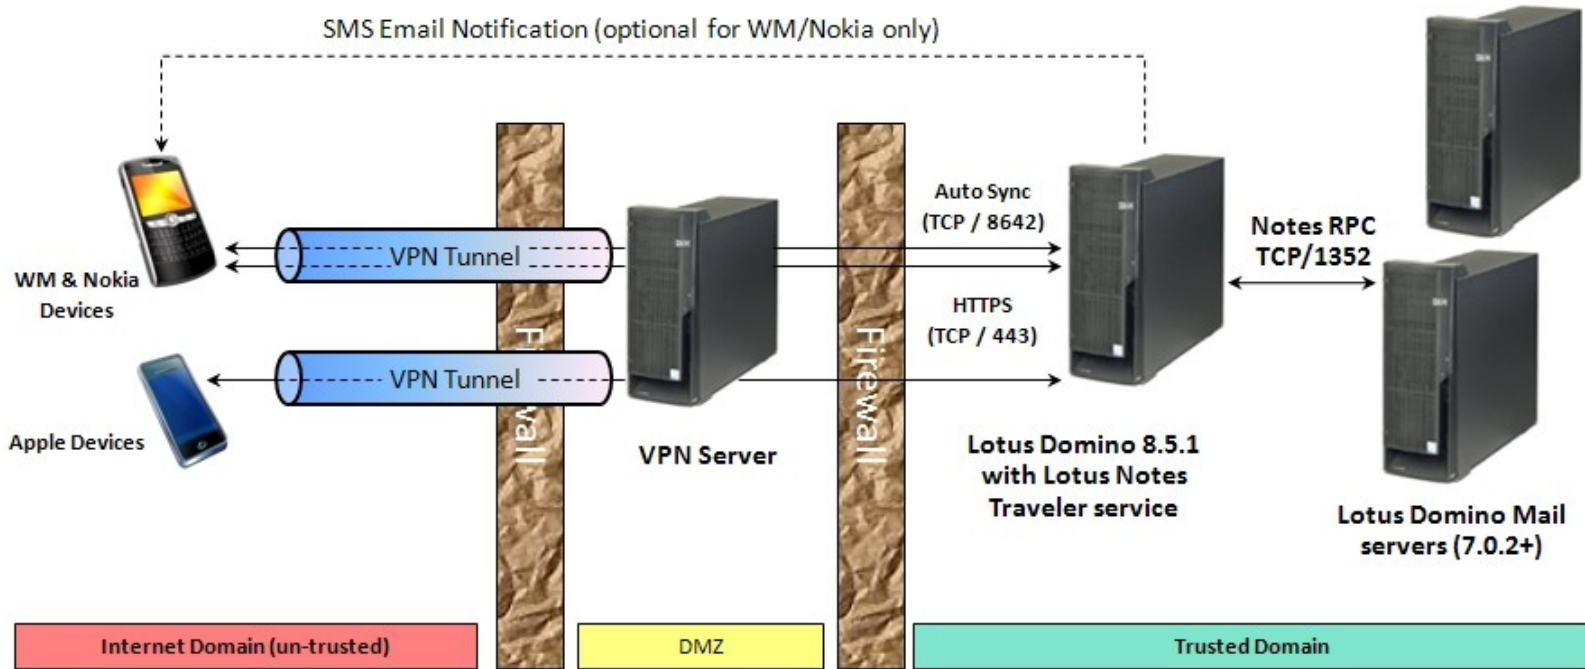 SMS Email Notification (optional for WM/Nokia only)
Auto Sync
(TCP / 8642)
Notes RPC
TCP/1352
VPN Tunnel
WM & Nokia
Devices
HTTPS
(TCP / 443)
Firewall
Firewall
VPN Tunnel
Apple Devices
VPN Server
Lotus Domino 8.5.1
with Lotus Notes
Traveler service
Lotus Domino Mail
servers (7.0.2+)
Internet Domain (un-trusted)
DMZ
Trusted Domain